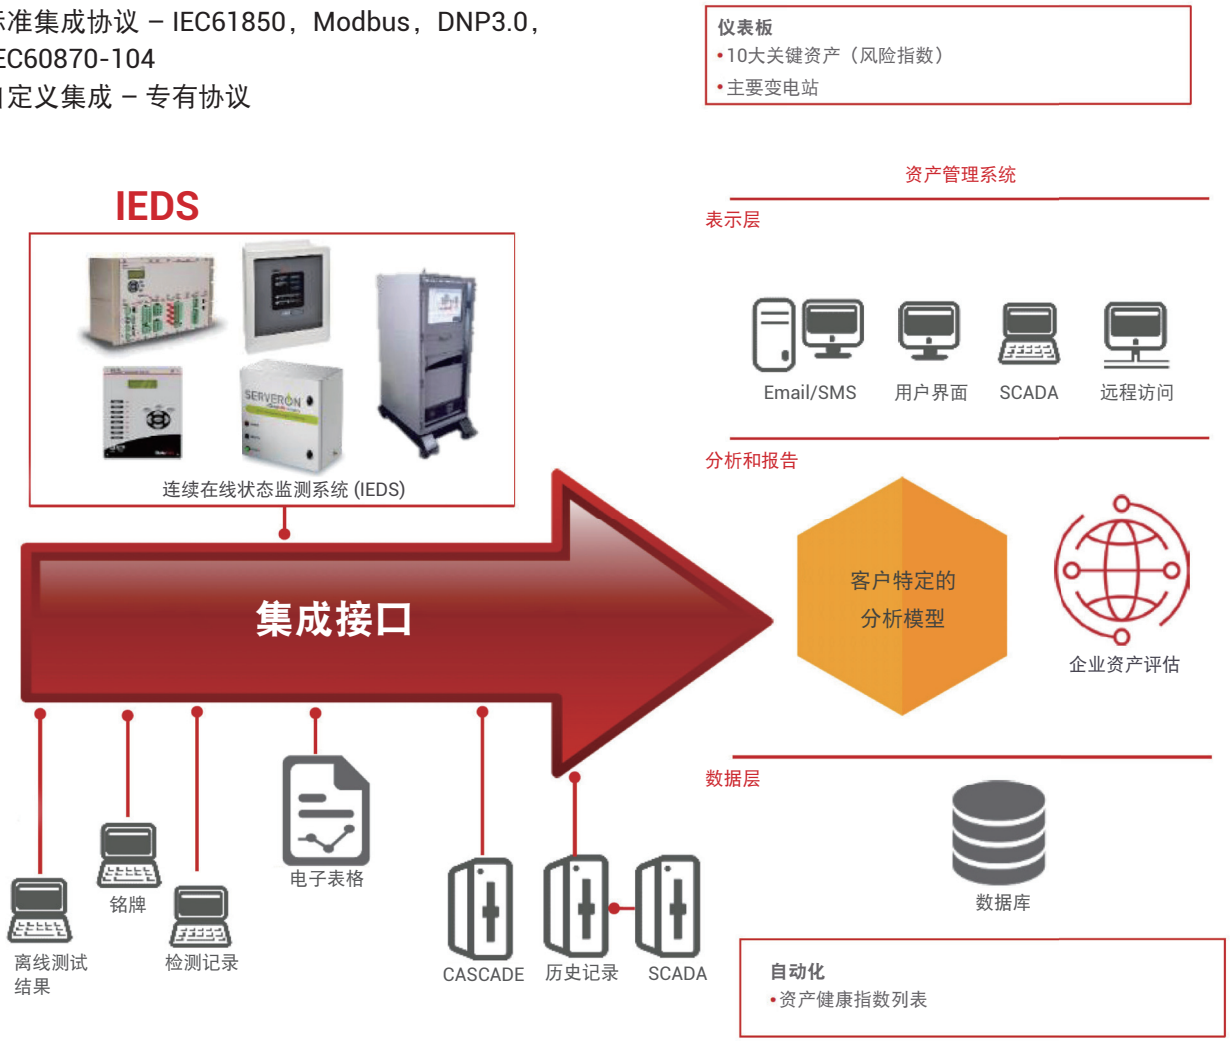 标准集成协议 – IEC61850，Modbus，DNP3.0，
IEC60870-104
自定义集成 – 专有协议
仪表板
•10大关键资产（风险指数）
•主要变电站
资产管理系统
表示层
IEDS
SERVERON
连续在线状态监测系统 (IEDS)
Email/SMS
用户界面
SCADA
远程访问
分析和报告
客户特定的
分析模型
企业资产评估
集成接口
数据层
数据库
离线测试
结果
铭牌
检测记录
电子表格
CASCADE
历史记录
SCADA
自动化
•资产健康指数列表